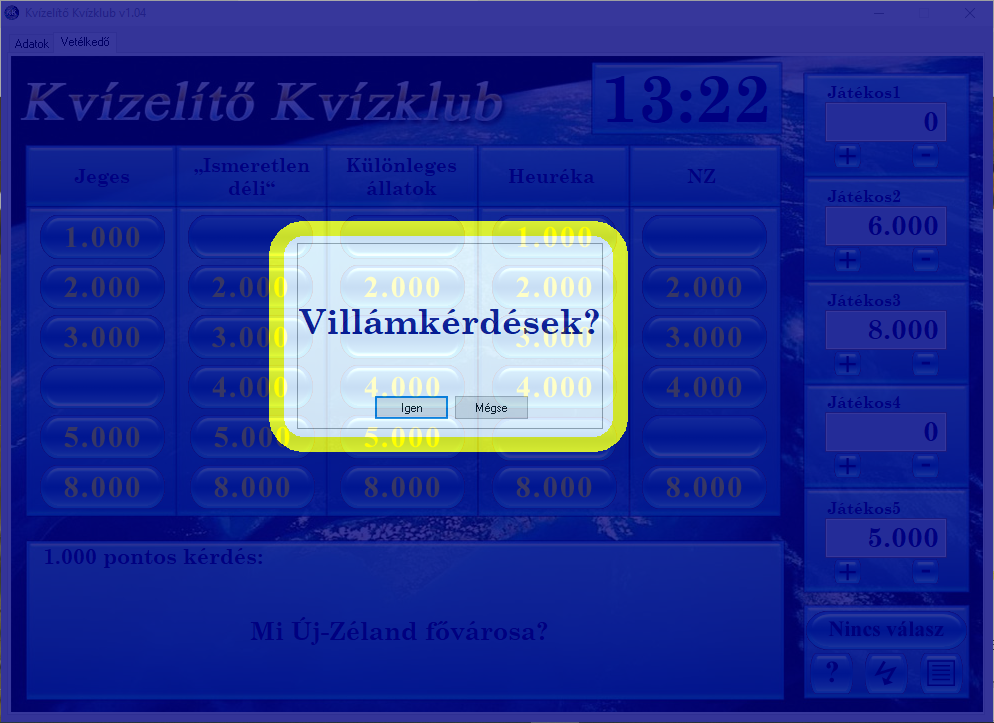 Kvízelítő Kvízklub v1.04
Adatok Vetélkedő
Kvízelítő Kvízklub
13:22
Jeges „Ismeretlen déli“ Különleges állatok Heuréka NZ
1.000 1.000
2.000 2.000 2.000 2.000 2.000
3.000 3.000 3.000 3.000
4.000 4.000 4.000 4.000
5.000 5.000 5.000
8.000 8.000 8.000 8.000 8.000
Villámkérdések?
Igen Mégse
1.000 pontos kérdés:
Mi Új-Zéland fővárosa?
Játékos1
0
+ -
Játékos2
6.000
+ -
Játékos3
8.000
+ -
Játékos4
0
+ -
Játékos5
5.000
+ -
Nincs válasz
?